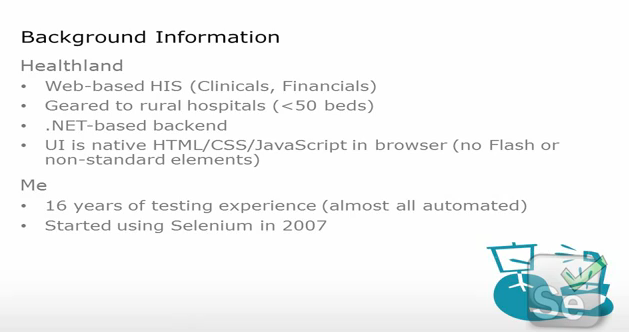 Background Information
Healthland
• Web-based HIS (Clinicals, Financials)
• Geared to rural hospitals (<50 beds)
• .NET-based backend
• UI is native HTML/CSS/JavaScript in browser (no Flash or
non-standard elements)
Me
• 16 years of testing experience (almost all automated)
• Started using Selenium in 2007
Se